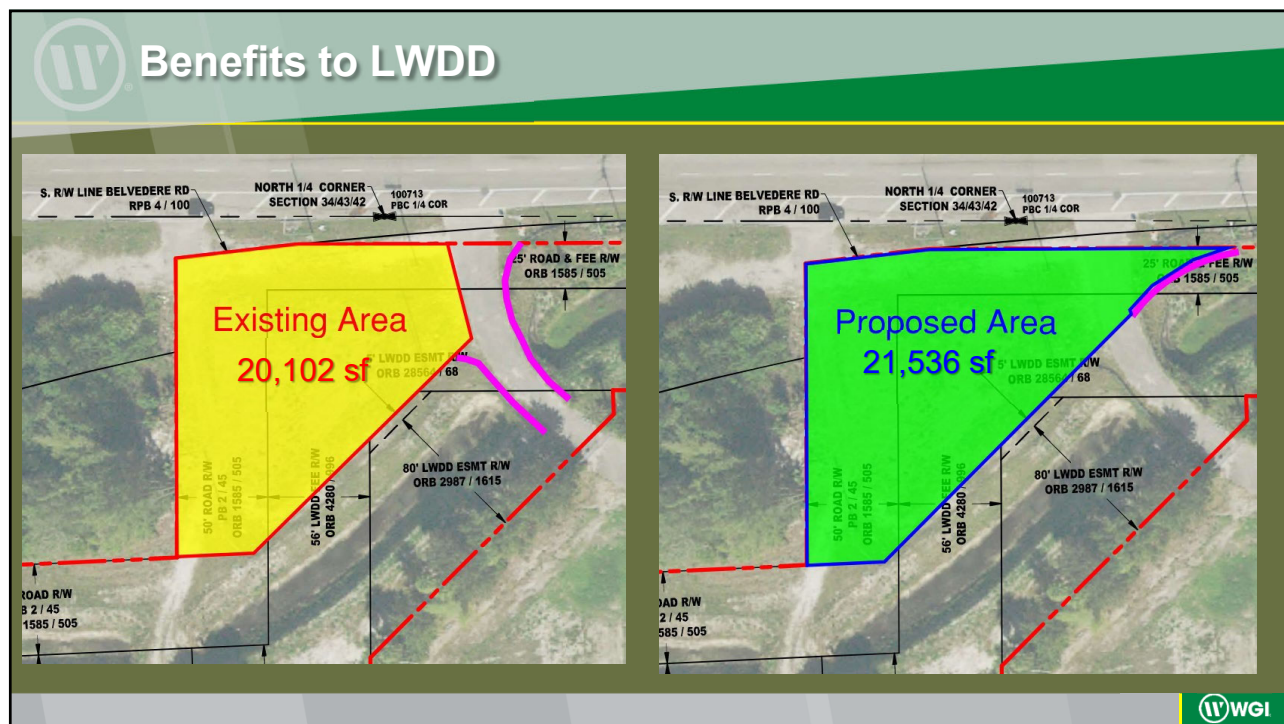 Benefits to LWDD
S. R/W LINE BELVEDERE RD
RPB 4 / 100
NORTH 1/4 CORNER
SECTION 34/43/42
100713
PBC 1/4 COR
25' ROAD & FEE R/W
ORB 1585 / 505
Existing Area
20,102 sf
5' LWDD ESMT R/W
ORB 28564 / 68
80' LWDD ESMT R/W
ORB 2987 / 1615
50' ROAD R/W
PB 2 / 45
ORB 1585 / 505
56' LWDD FEE R/W
ORB 4280 / 996
ROAD R/W
B 2 / 45
1585 / 505
S. R/W LINE BELVEDERE RD
RPB 4 / 100
NORTH 1/4 CORNER
SECTION 34/43/42
100713
PBC 1/4 COR
25' ROAD & FEE R/W
ORB 1585 / 505
Proposed Area
21,536 sf
5' LWDD ESMT R/W
ORB 28564 / 68
80' LWDD ESMT R/W
ORB 2987 / 1615
50' ROAD R/W
PB 2 / 45
ORB 1585 / 505
56' LWDD FEE R/W
ORB 4280 / 996
OAD R/W
2 / 45
585 / 505
WGI